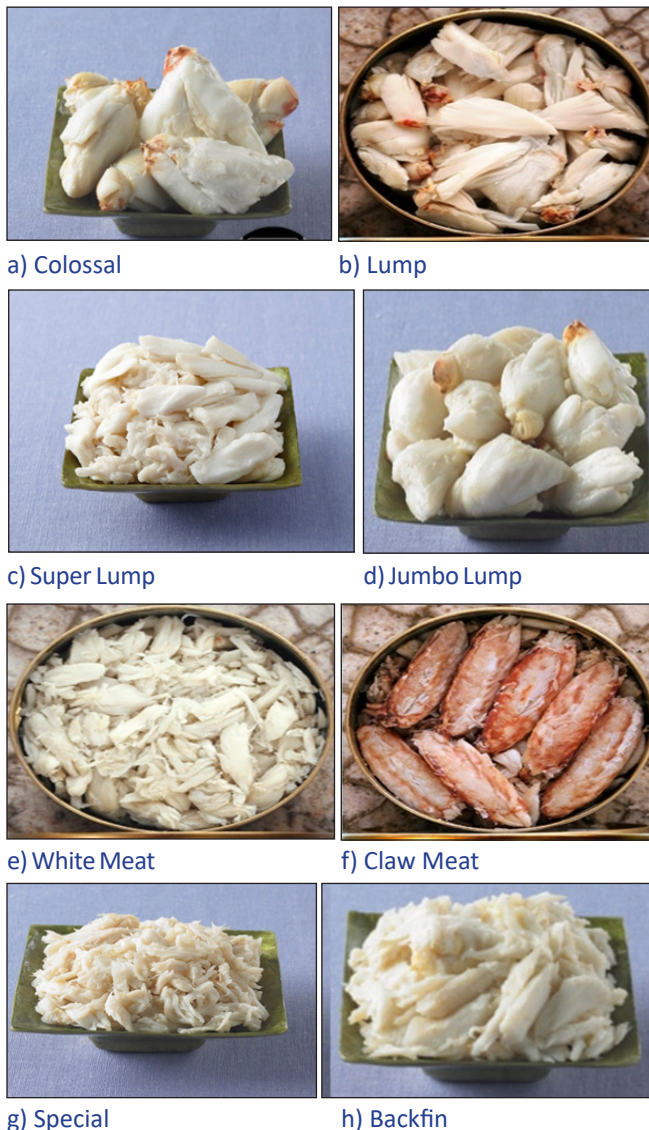 a) Colossal
b) Lump
c) Super Lump
d) Jumbo Lump
e) White Meat
f) Claw Meat
g) Special
h) Backfin